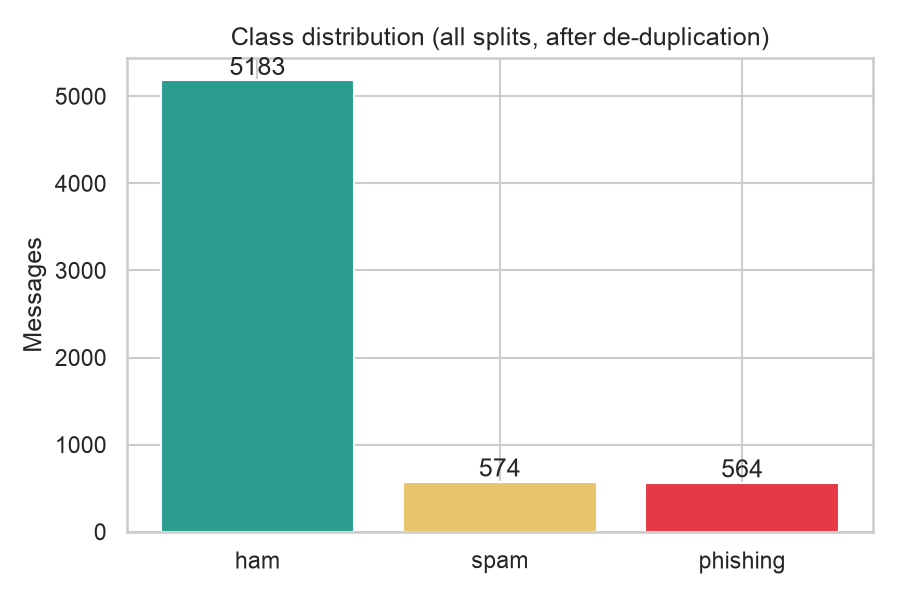 Class distribution (all splits, after de-duplication)
5183
5000
4000
3000
2000
1000
0
Messages
574
564
ham
spam
phishing